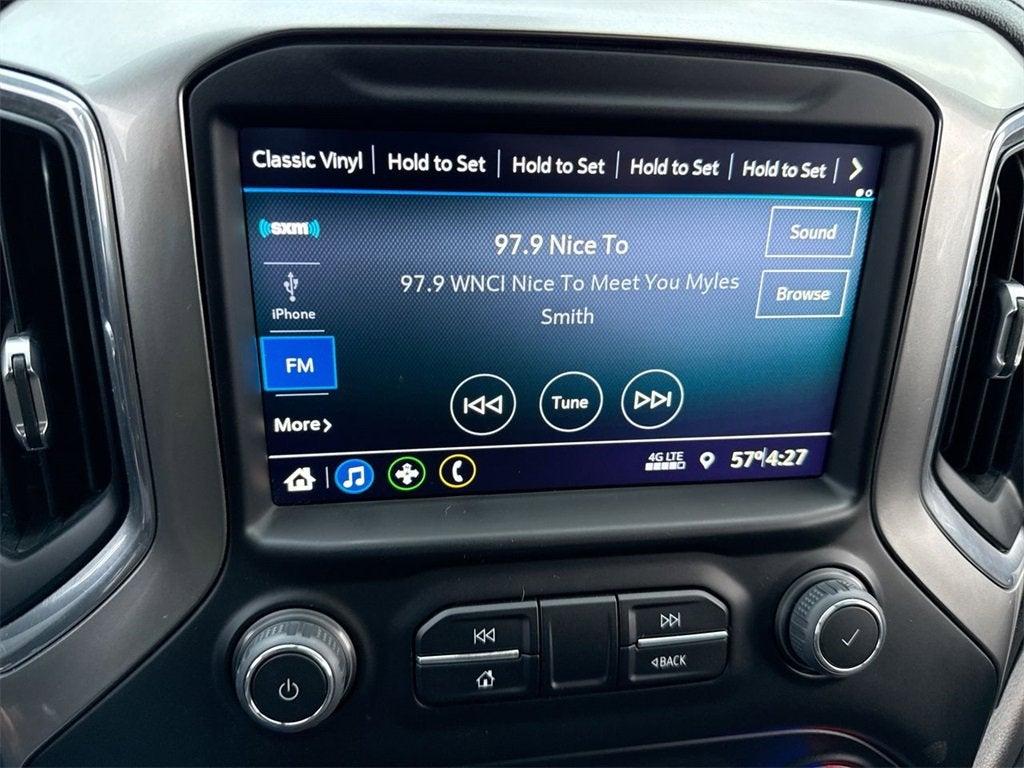 Classic Vinyl | Hold to Set | Hold to Set | Hold to Set | Hold to Set | >
((sxm))
97.9 Nice To
Sound
97.9 WNCI Nice To Meet You Myles
Smith
iPhone
Browse
FM
Tune
More >
4G LTE
57° 4:27
◁BACK